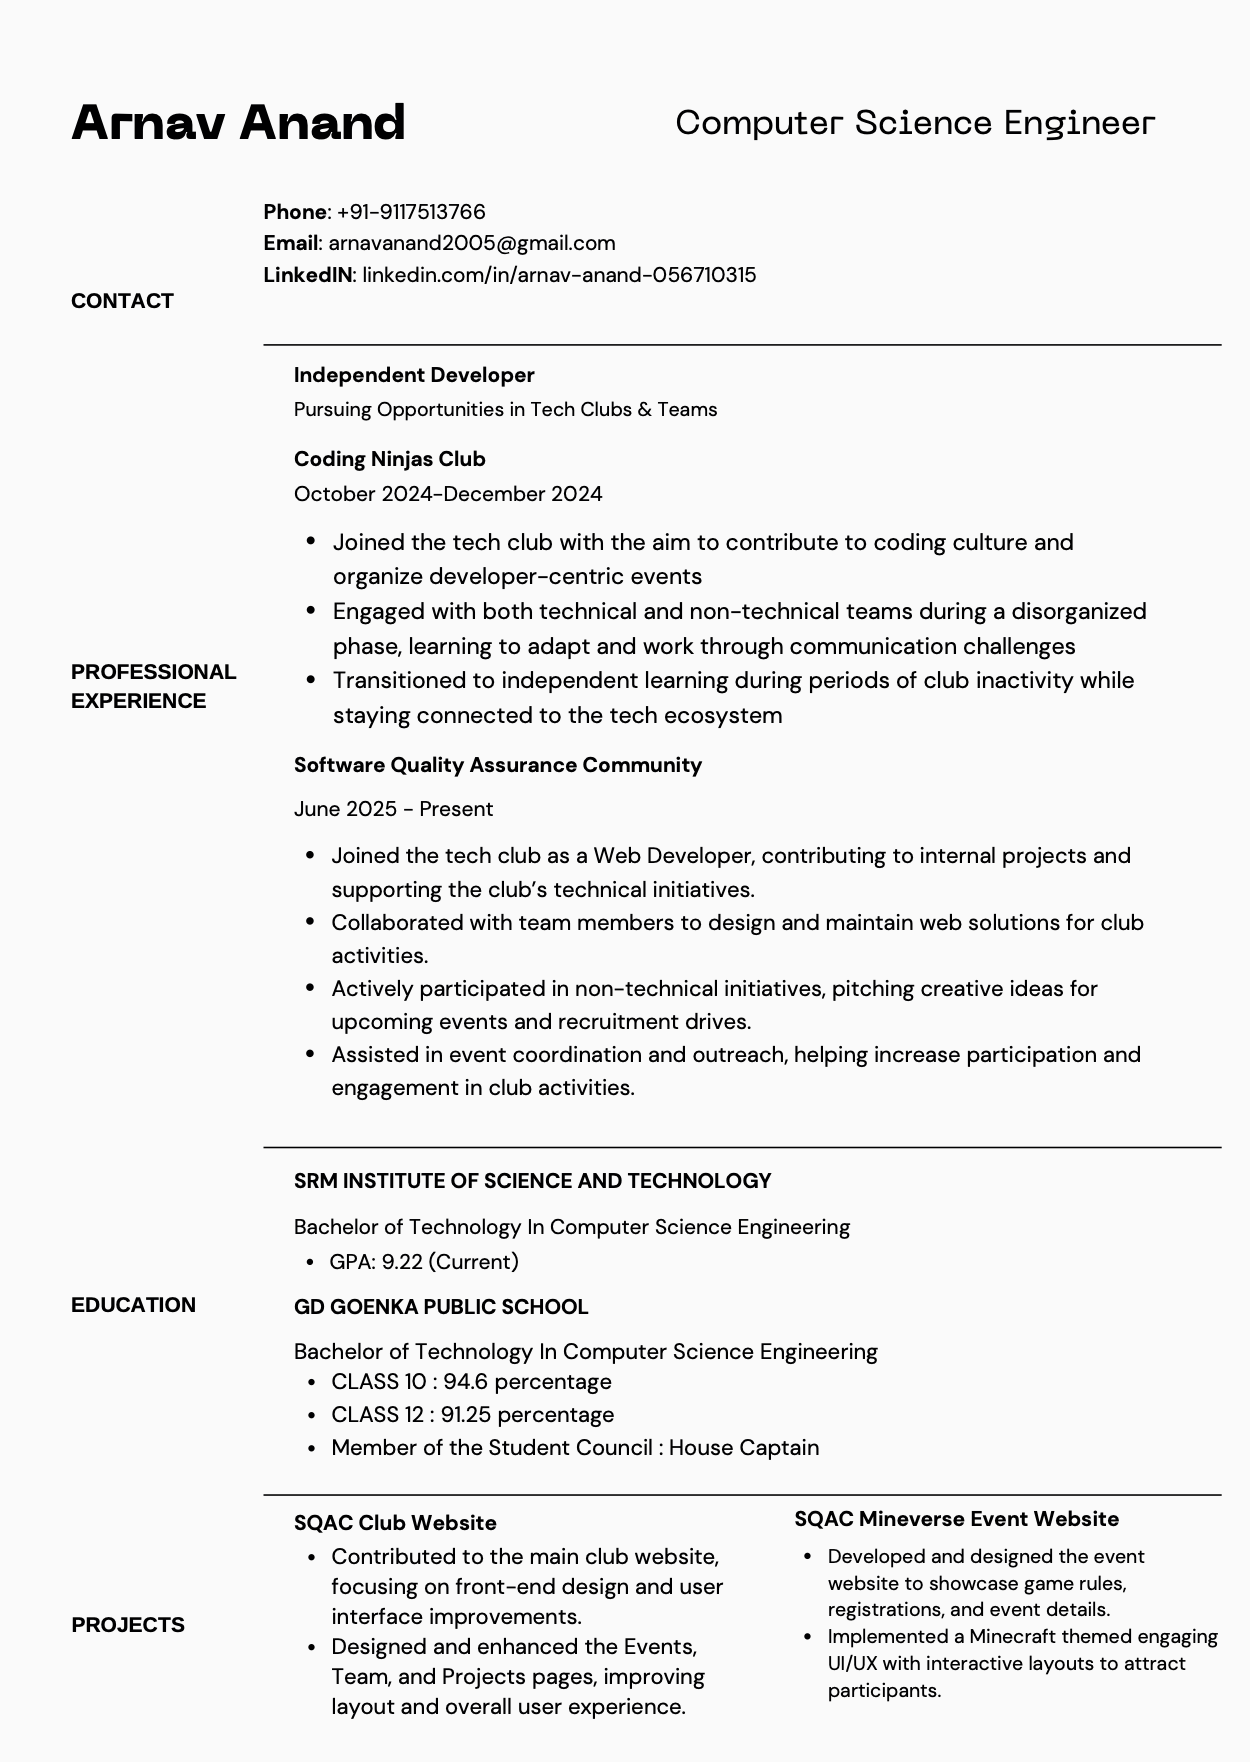 Arnav Anand
Computer Science Engineer
CONTACT
Phone: +91-9117513766
Email: arnavanand2005@gmail.com
LinkedIN: linkedin.com/in/arnav-anand-056710315
PROFESSIONAL
EXPERIENCE
Independent Developer
Pursuing Opportunities in Tech Clubs & Teams
Coding Ninjas Club
October 2024-December 2024
• Joined the tech club with the aim to contribute to coding culture and
organize developer-centric events
• Engaged with both technical and non-technical teams during a disorganized
phase, learning to adapt and work through communication challenges
• Transitioned to independent learning during periods of club inactivity while
staying connected to the tech ecosystem
Software Quality Assurance Community
June 2025 - Present
• Joined the tech club as a Web Developer, contributing to internal projects and
supporting the club’s technical initiatives.
• Collaborated with team members to design and maintain web solutions for club
activities.
• Actively participated in non-technical initiatives, pitching creative ideas for
upcoming events and recruitment drives.
• Assisted in event coordination and outreach, helping increase participation and
engagement in club activities.
EDUCATION
SRM INSTITUTE OF SCIENCE AND TECHNOLOGY
Bachelor of Technology In Computer Science Engineering
• GPA: 9.22 (Current)
GD GOENKA PUBLIC SCHOOL
Bachelor of Technology In Computer Science Engineering
• CLASS 10 : 94.6 percentage
• CLASS 12 : 91.25 percentage
• Member of the Student Council : House Captain
PROJECTS
SQAC Club Website
• Contributed to the main club website,
focusing on front-end design and user
interface improvements.
• Designed and enhanced the Events,
Team, and Projects pages, improving
layout and overall user experience.
SQAC Mineverse Event Website
• Developed and designed the event
website to showcase game rules,
registrations, and event details.
• Implemented a Minecraft themed engaging
UI/UX with interactive layouts to attract
participants.